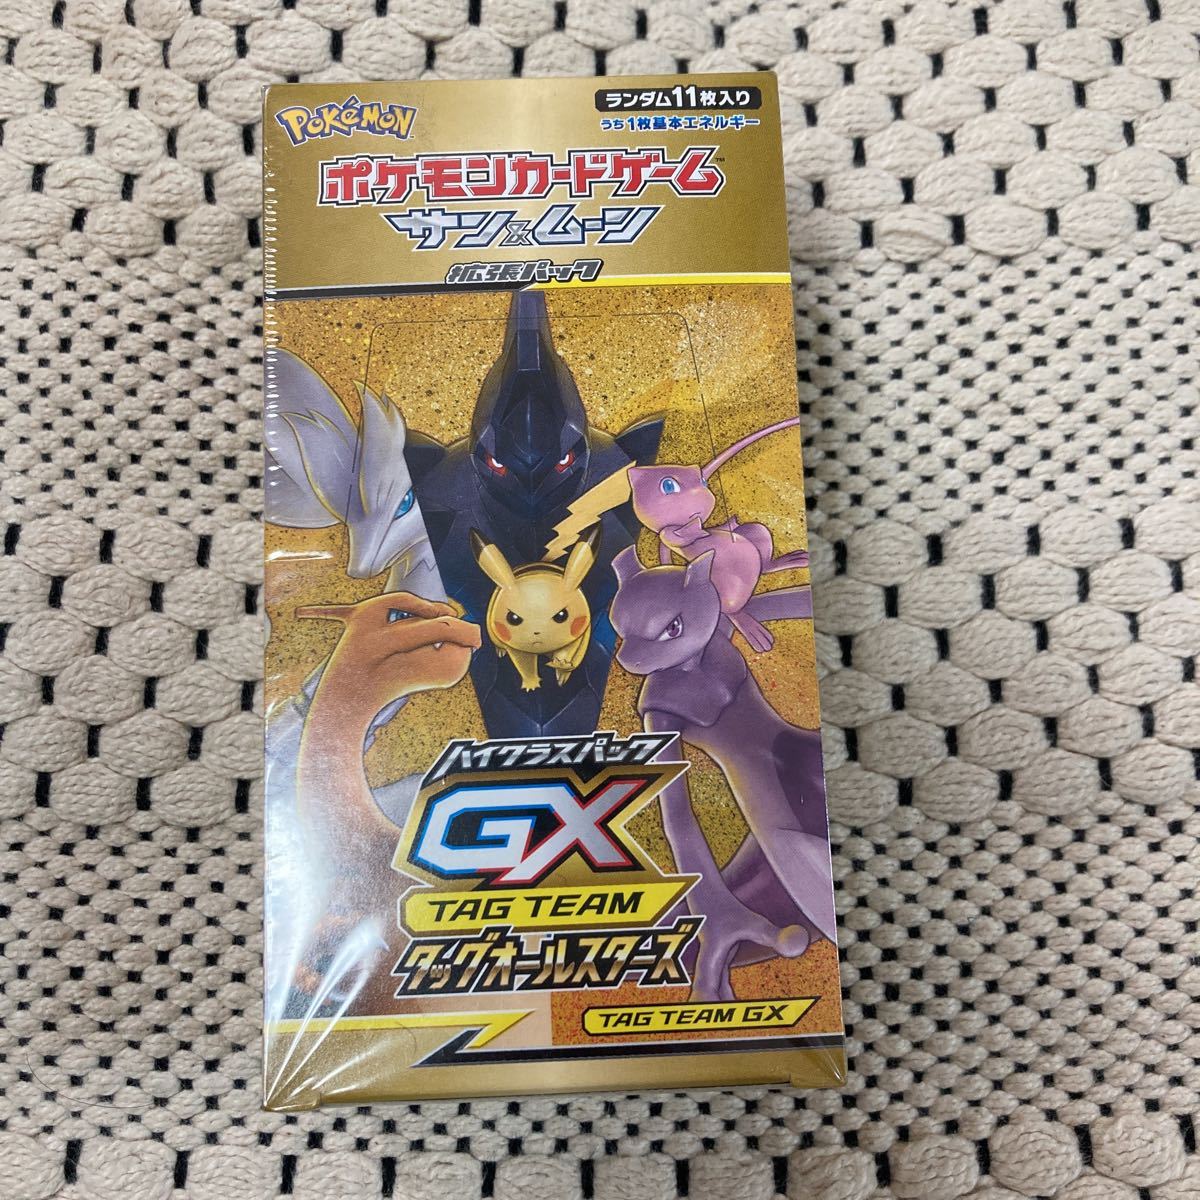 POKéMON
ランダム11枚入り
うち1枚基本エネルギー
ポケモンカードゲーム™
サン&ムーン
拡張パック
ハイクラスパック
GX
TAG TEAM
タッグオールスターズ
TAG TEAM GX